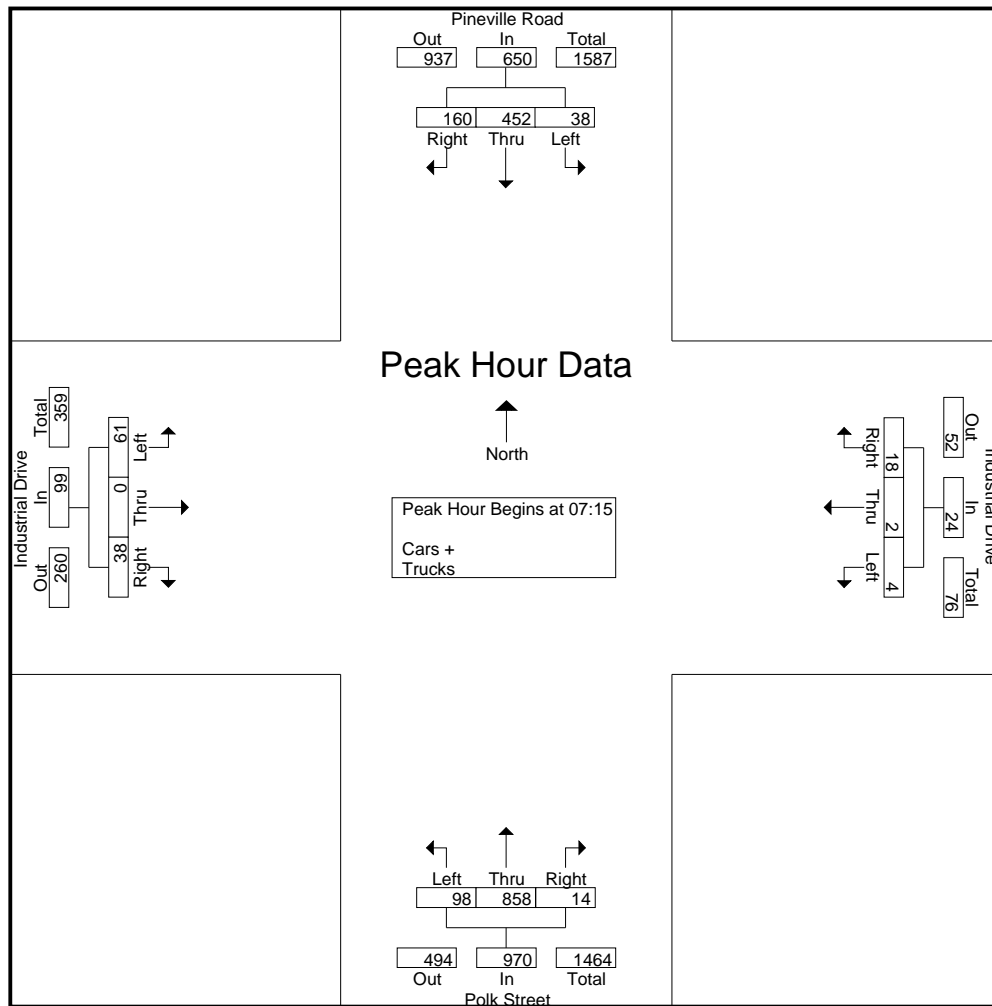 Pineville Road
Out In Total
937 650 1587
160 452 38
Right Thru Left
Peak Hour Data
North
Peak Hour Begins at 07:15
Cars +
Trucks
Industrial Drive
Total In Out
359 99 260
61 0 38
Left Thru Right
Industrial Drive
Out In Total
52 24 76
18 2 4
Right Thru Left
Left Thru Right
98 858 14
494 970 1464
Out In Total
Polk Street